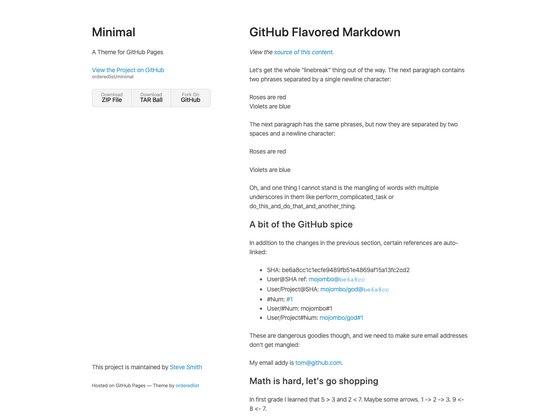 Minimal
A Theme for GitHub Pages
View the Project on GitHub
orderedlist/minimal
Download
ZIP File
Download
TAR Ball
Fork On
GitHub
This project is maintained by Steve Smith
Hosted on GitHub Pages — Theme by orderedlist
GitHub Flavored Markdown
View the source of this content.
Let's get the whole "linebreak" thing out of the way. The next paragraph contains
two phrases separated by a single newline character:
Roses are red
Violets are blue
The next paragraph has the same phrases, but now they are separated by two
spaces and a newline character:
Roses are red
Violets are blue
Oh, and one thing I cannot stand is the mangling of words with multiple
underscores in them like perform_complicated_task or
do_this_and_do_that_and_another_thing.
A bit of the GitHub spice
In addition to the changes in the previous section, certain references are auto-
linked:
SHA: be6a8cc1c1ecfe9489fb51e4869af15a13fc2cd2
User@SHA ref: mojombo@be6a8cc
User/Project@SHA: mojombo/god@be6a8cc
#Num: #1
User/#Num: mojombo#1
User/Project#Num: mojombo/god#1
These are dangerous goodies though, and we need to make sure email addresses
don't get mangled:
My email addy is tom@github.com.
Math is hard, let's go shopping
In first grade I learned that 5 > 3 and 2 < 7. Maybe some arrows. 1 -> 2 -> 3. 9 <-
8 <- 7.